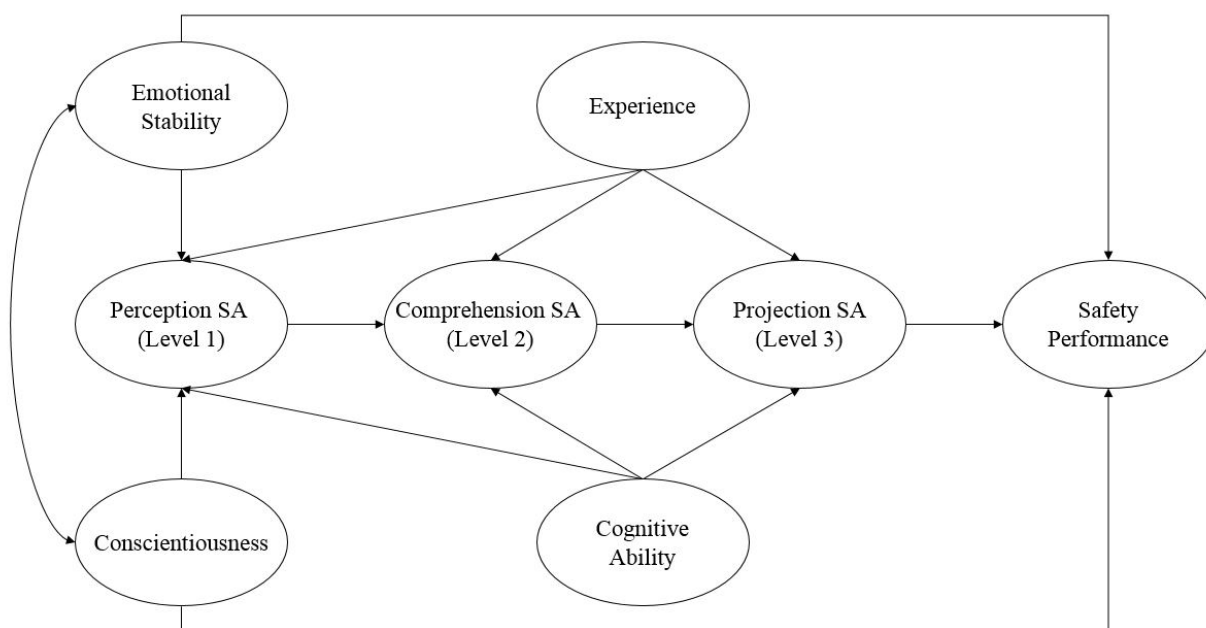 Emotional
Stability
Experience
Perception SA
(Level 1)
Comprehension SA
(Level 2)
Projection SA
(Level 3)
Safety
Performance
Conscientiousness
Cognitive
Ability